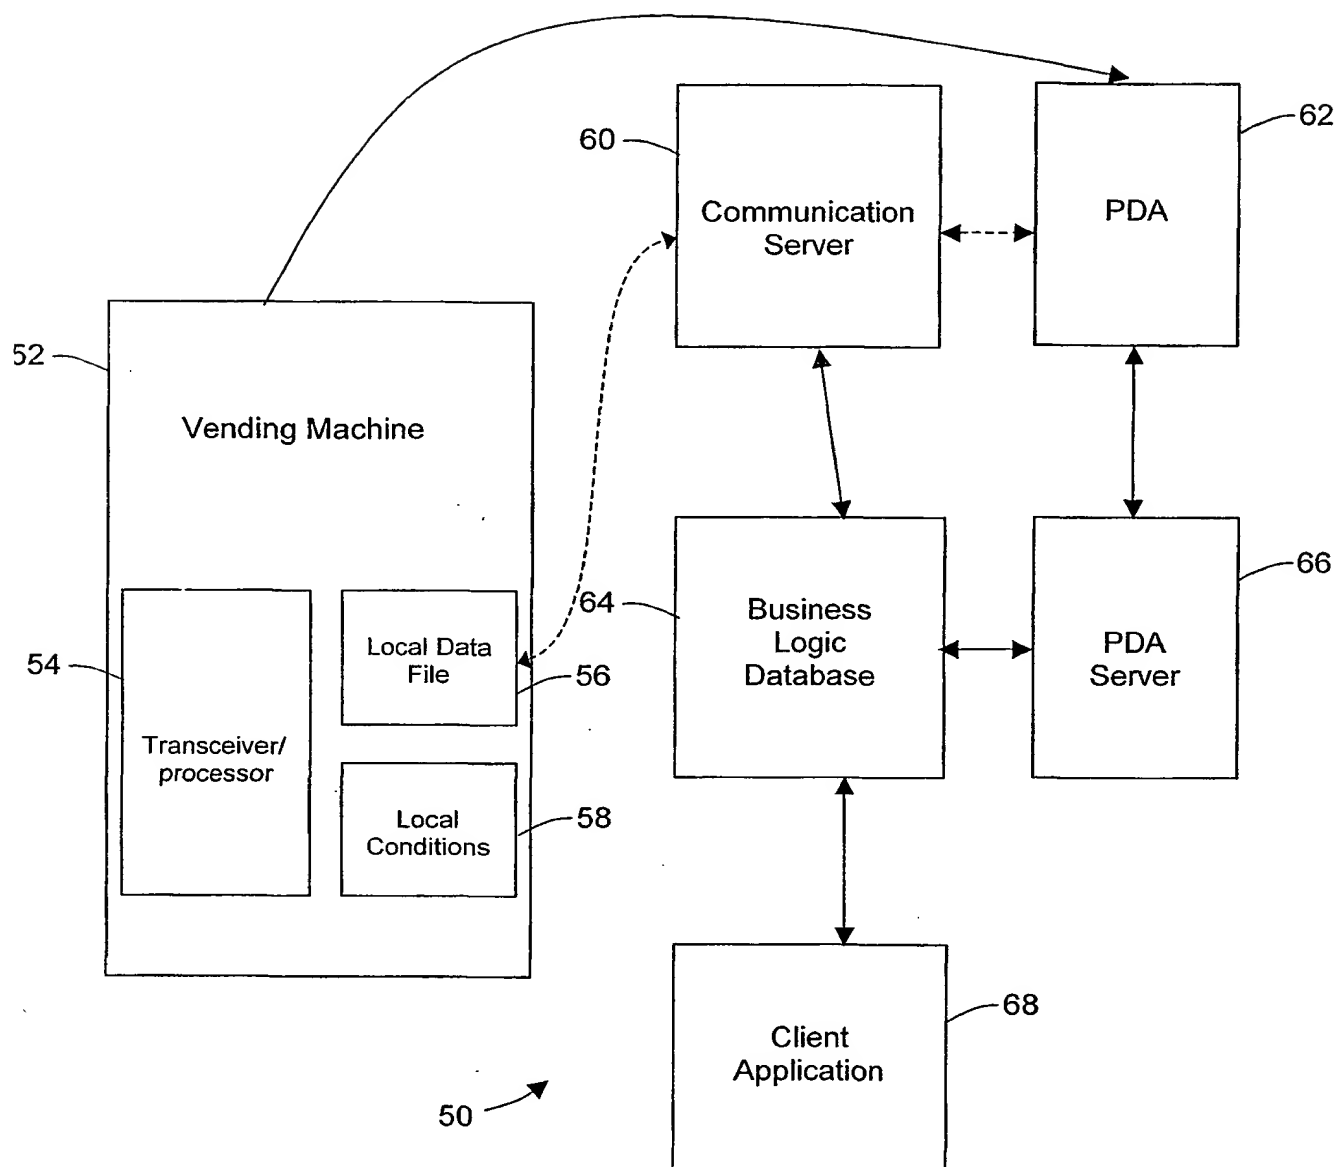 62
60
Communication
Server
PDA
52
Vending Machine
66
64
Business
Logic
Database
PDA
Server
54
Local Data
File
56
Transceiver/
processor
Local
Conditions
58
68
Client
Application
50